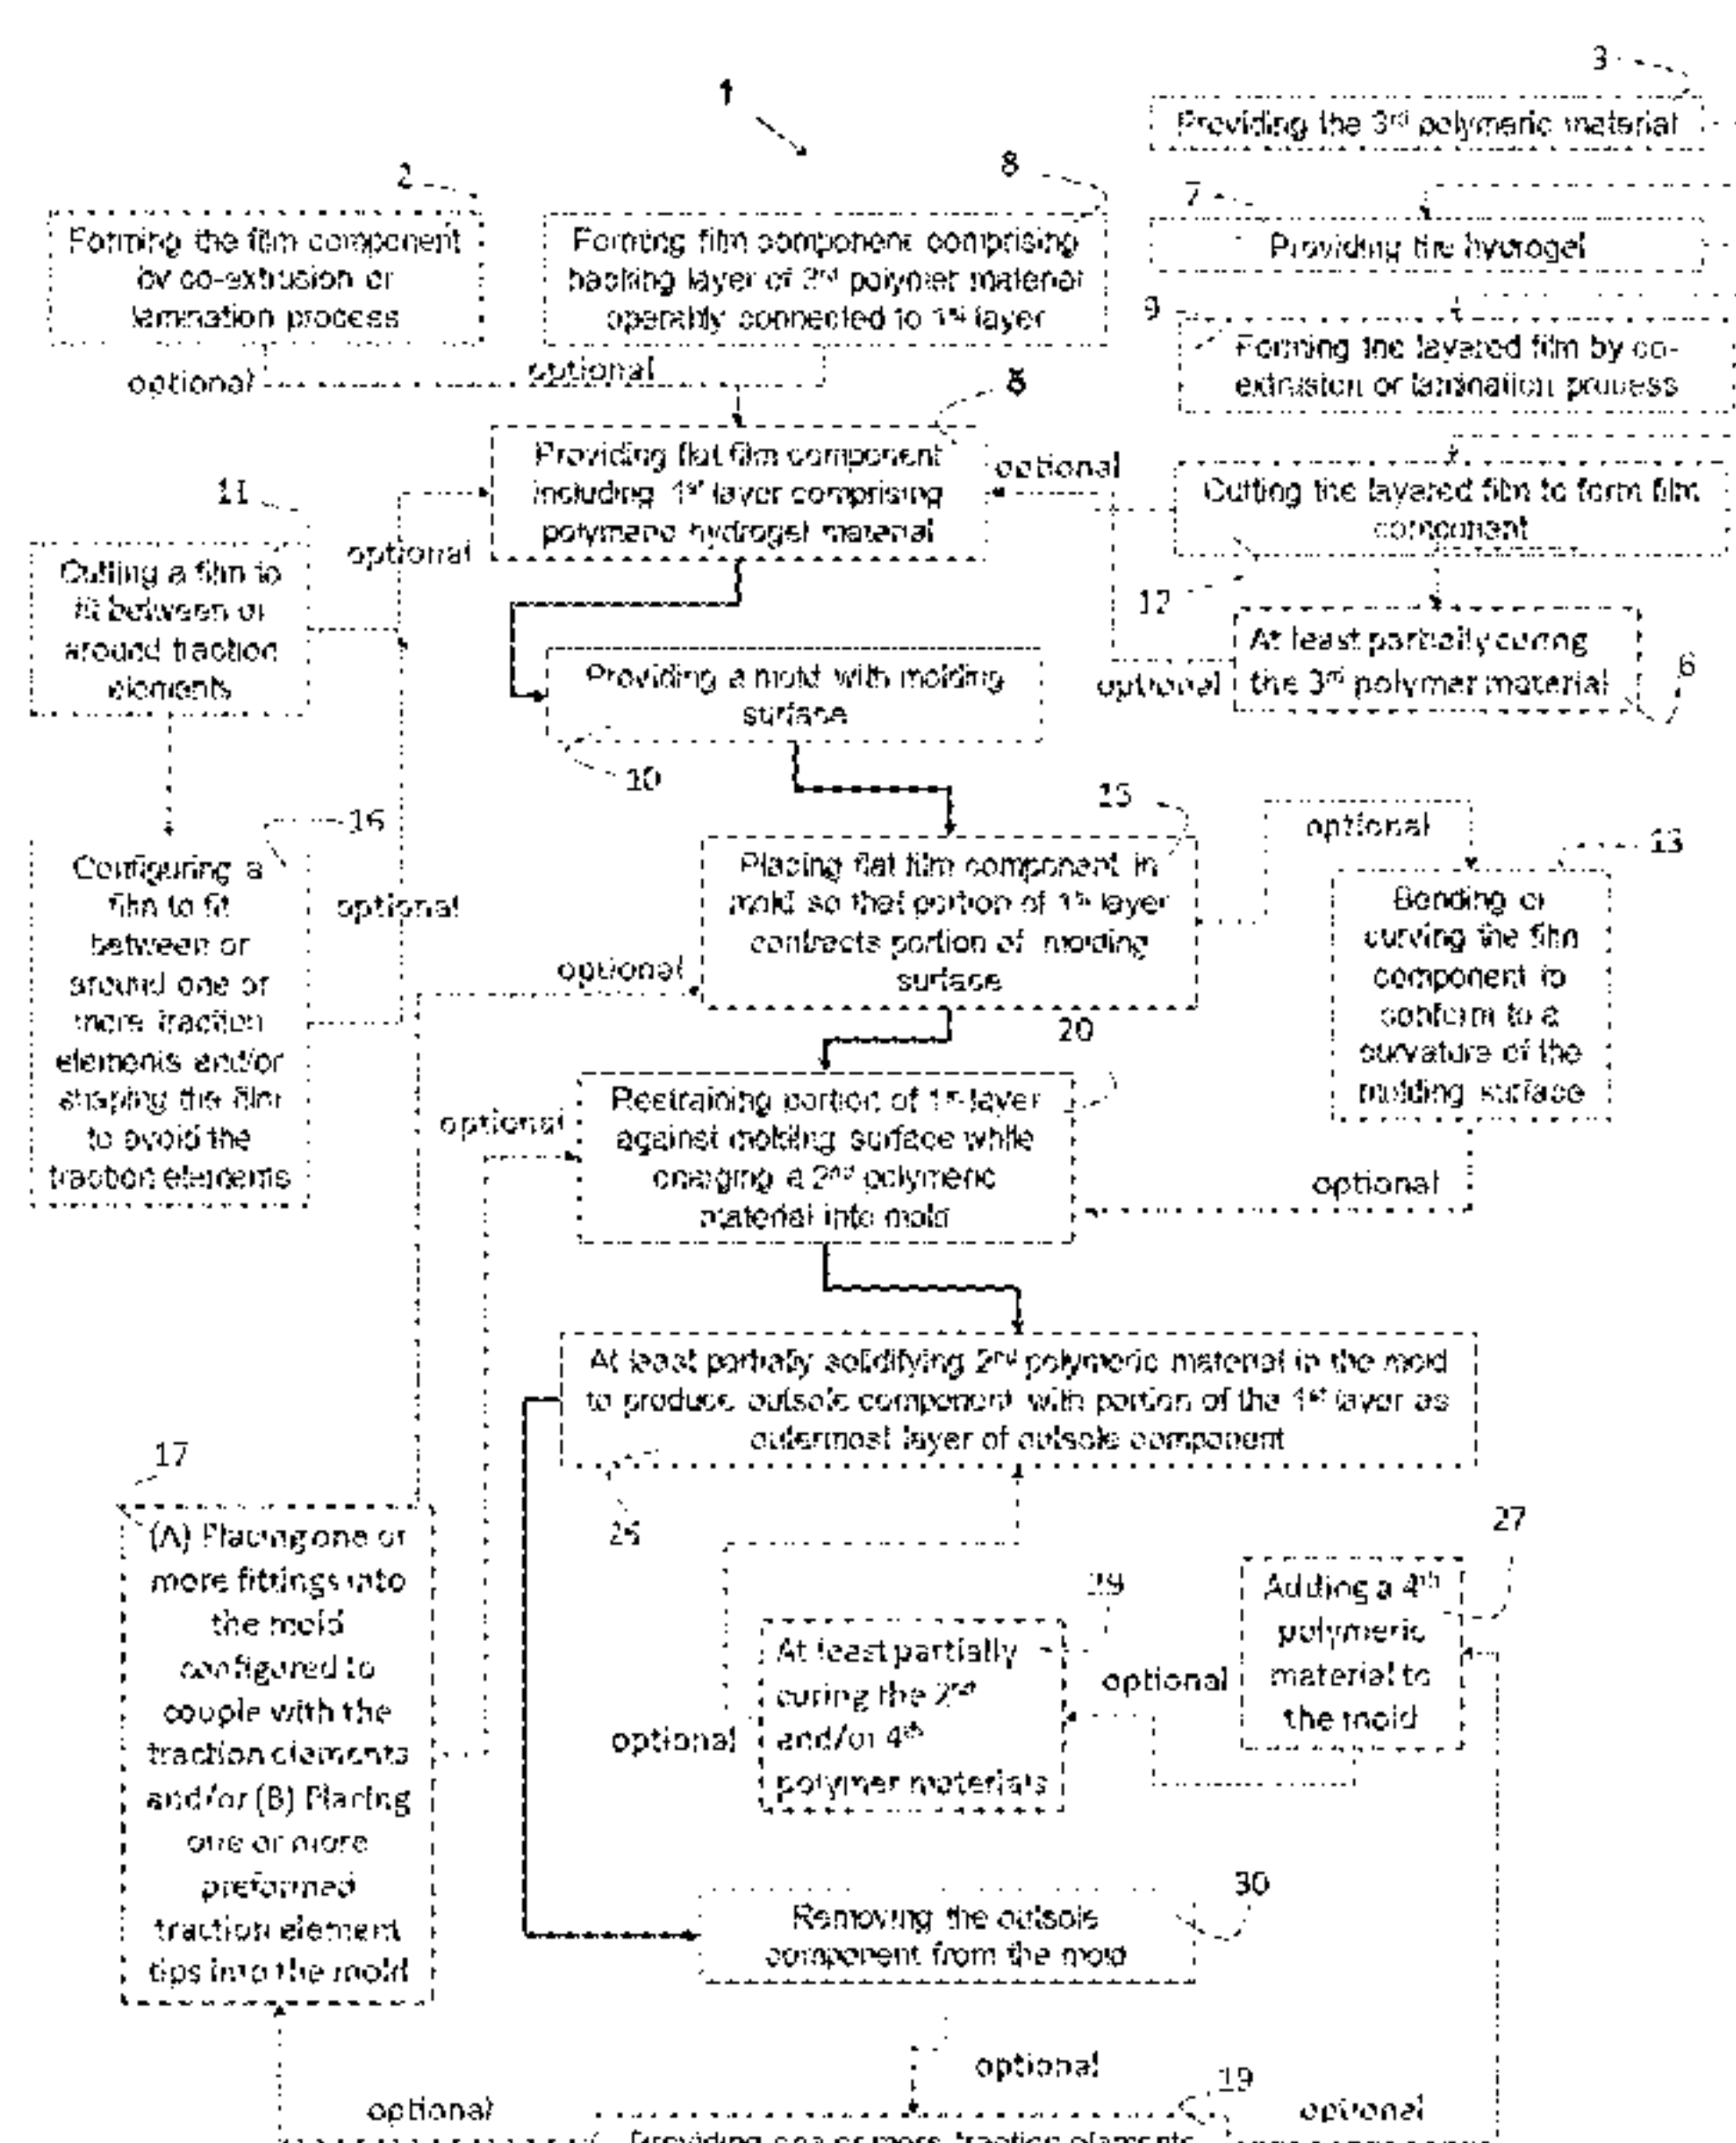 1
3
Providing the 3rd polymeric material
2
Forming the film component
by co-extrusion or
lamination process
8
Forming film component comprising
backing layer of 3rd polymer material
operably connected to 1st layer
7
Providing the hydrogel
9
Forming the layered film by co-
extrusion or lamination process
optional
optional
5
Providing flat film component
including 1st layer comprising
polymeric hydrogel material
optional
Cutting the layared film to form film
component
12
11
Cutting a film to
fit between or
around traction
elements
optional
Providing a mold with molding
surface
10
optional
At least partially curing
the 3rd polymer material
6
16
Configuring a
film to fit
between or
around one or
more traction
elements and/or
shaping the film
to avoid the
traction elements
optional
15
Placing flat film component in
mold so that portion of 1st layer
contracts portion of molding
surface
optional
optional
13
Bending or
curving the film
component to
conform to a
curvature of the
molding surface
optional
20
Restraining portion of 1st layer
against molding surface while
charging a 2nd polymeric
material into mold
optional
optional
At least partially solidifying 2nd polymeric material in the mold
to produce outsole component with portion of the 1st layer as
outermost layer of outsole component
25
17
(A) Placing one or
more fittings into
the mold
configured to
couple with the
traction elements
and/or (B) Placing
one or more
preformed
traction element
tips into the mold
29
At least partially
curing the 2nd
and/or 4th
polymer materials
optional
optional
27
Adding a 4th
polymeric
material to
the mold
30
Removing the outsole
component from the mold
optional
optional
19
optional
Providing one or more traction elements